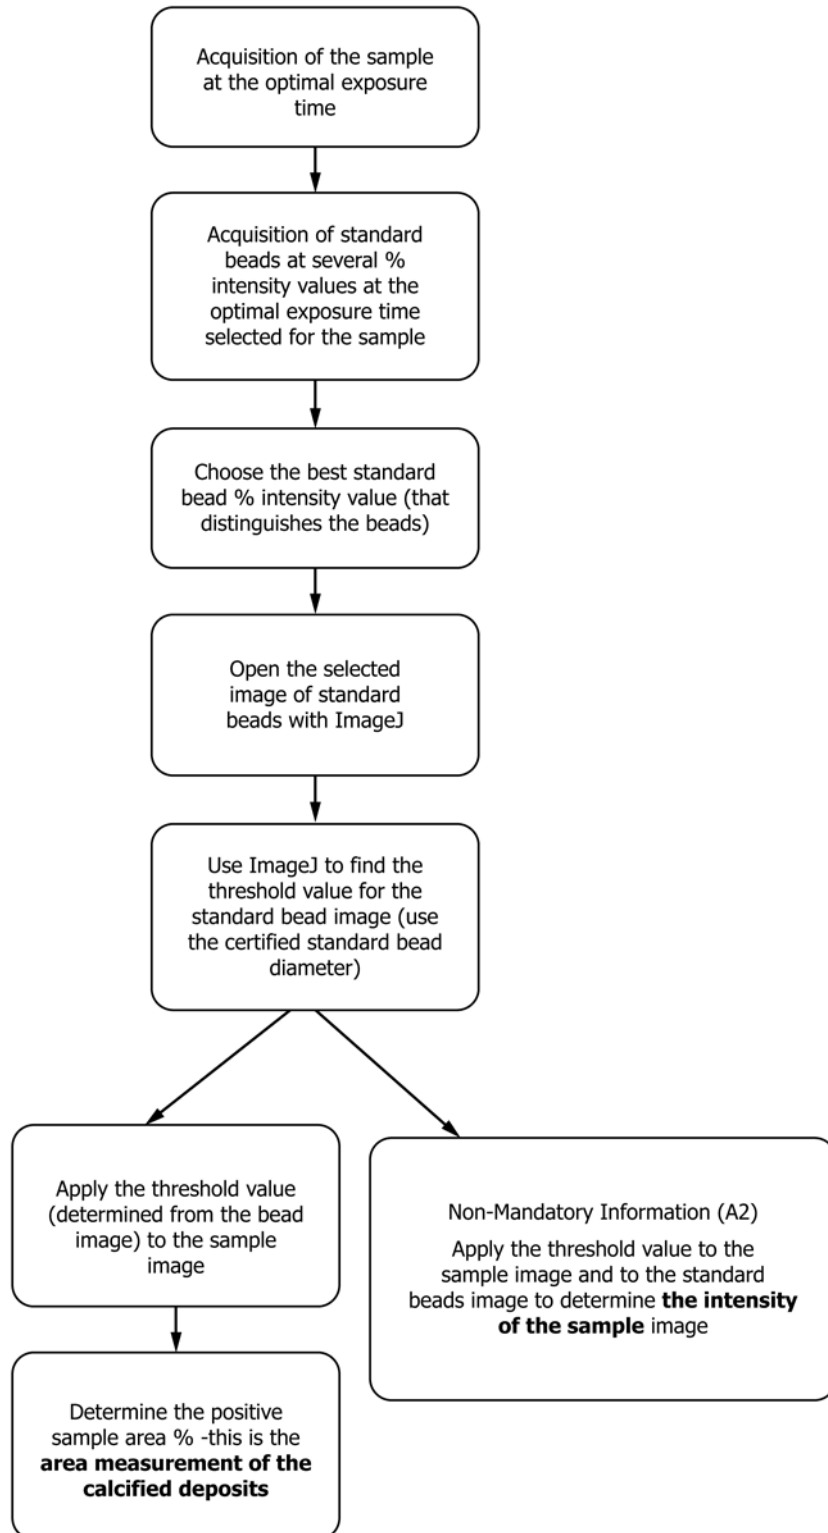 Acquisition of the sample
at the optimal exposure
time
Acquisition of standard
beads at several %
intensity values at the
optimal exposure time
selected for the sample
Choose the best standard
bead % intensity value (that
distinguishes the beads)
Open the selected
image of standard
beads with ImageJ
Use ImageJ to find the
threshold value for the
standard bead image (use
the certified standard bead
diameter)
Apply the threshold value
(determined from the bead
image) to the sample
image
Non-Mandatory Information (A2)
Apply the threshold value to the
sample image and to the standard
beads image to determine the intensity
of the sample image
Determine the positive
sample area % -this is the
area measurement of the
calcified deposits